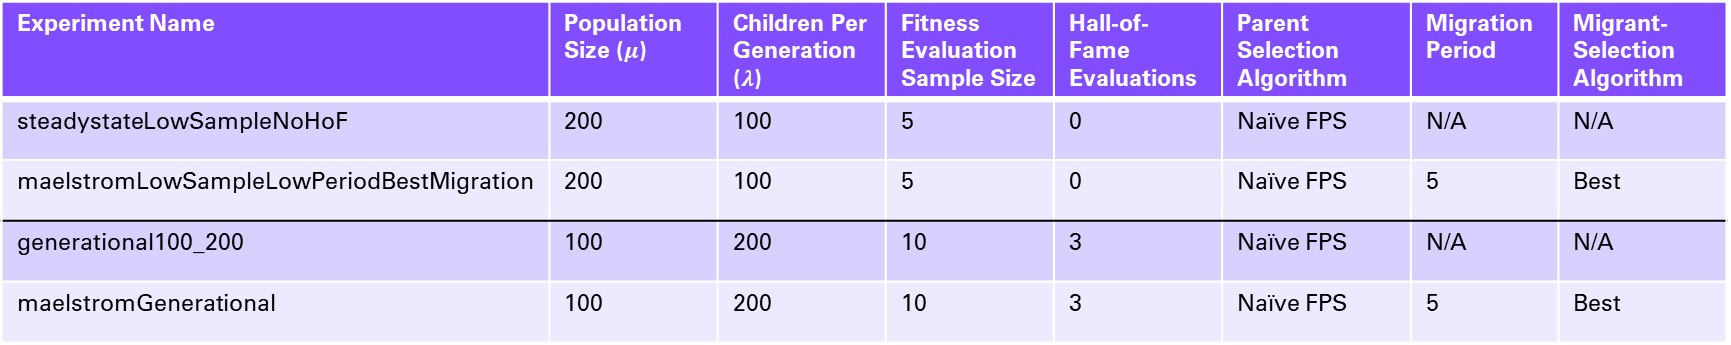 Experiment Name
Population
Size (μ)
Children Per
Generation
(λ)
Fitness
Evaluation
Sample Size
Hall-of-
Fame
Evaluations
Parent
Selection
Algorithm
Migration
Period
Migrant-
Selection
Algorithm
steadystateLowSampleNoHoF 200 100 5 0 Naïve FPS N/A N/A
maelstromLowSampleLowPeriodBestMigration 200 100 5 0 Naïve FPS 5 Best
generational100_200 100 200 10 3 Naïve FPS N/A N/A
maelstromGenerational 100 200 10 3 Naïve FPS 5 Best